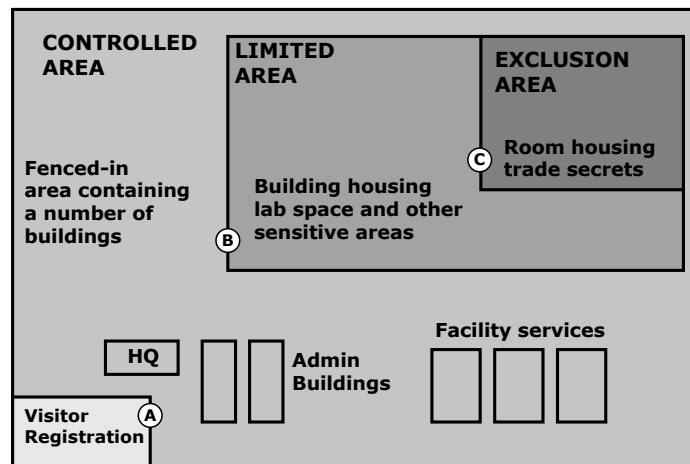 CONTROLLED
AREA
LIMITED
AREA
EXCLUSION
AREA
Room housing
trade secrets
C
Fenced-in
area containing
a number of
buildings
Building housing
lab space and other
sensitive areas
B
Facility services
HQ
Admin
Buildings
Visitor
Registration
A